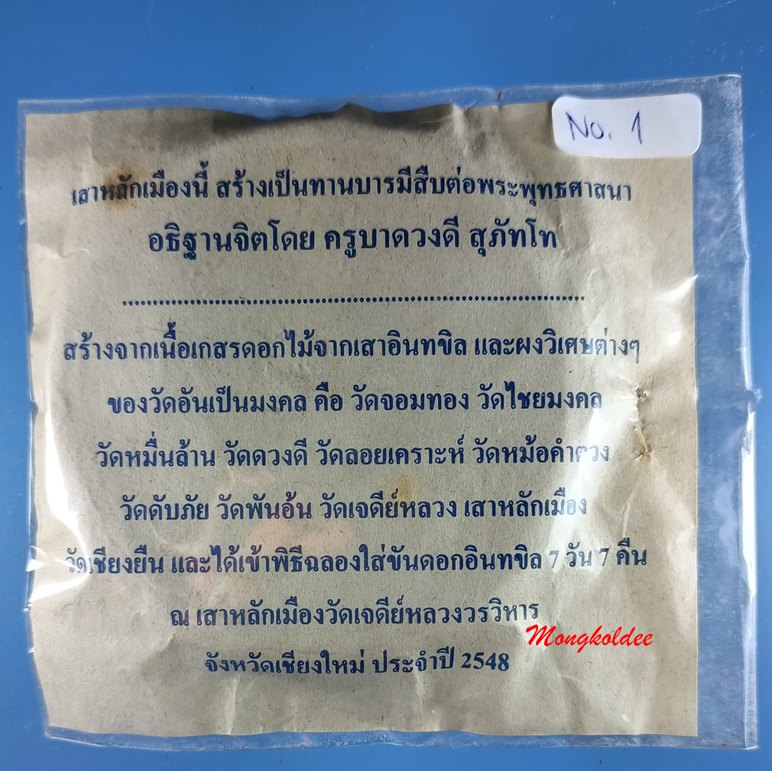 No. 1
เสาหลักเมืองนี้ สร้างเป็นทานบารมีสืบต่อพระพุทธศาสนา
อธิฐานจิตโดย ครูบาดวงดี สุภัทโท
สร้างจากเนื้อเกสรดอกไม้จากเสาอินทขิล และผงวิเศษต่างๆ
ของวัดอันเป็นมงคล คือ วัดจอมทอง วัดไชยมงคล
วัดหมื่นล้าน วัดดวงดี วัดลอยเคราะห์ วัดหม้อคำตวง
วัดดับภัย วัดพันอ้น วัดเจดีย์หลวง เสาหลักเมือง
วัดเชียงยืน และได้เข้าพิธีฉลองใส่ขันดอกอินทขิล 7 วัน 7 คืน
ณ เสาหลักเมืองวัดเจดีย์หลวงวรวิหาร
Mongkoldee
จังหวัดเชียงใหม่ ประจำปี 2548